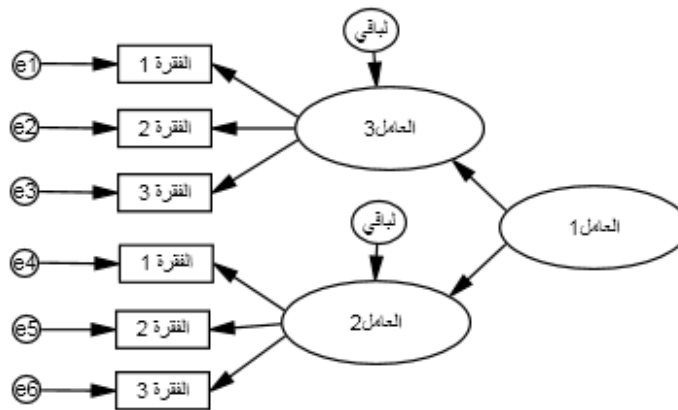 لباقي
e1
الفقرة 1
e2
الفقرة 2
العامل3
e3
الفقرة 3
لباقي
العامل1
e4
الفقرة 1
e5
الفقرة 2
العامل2
e6
الفقرة 3